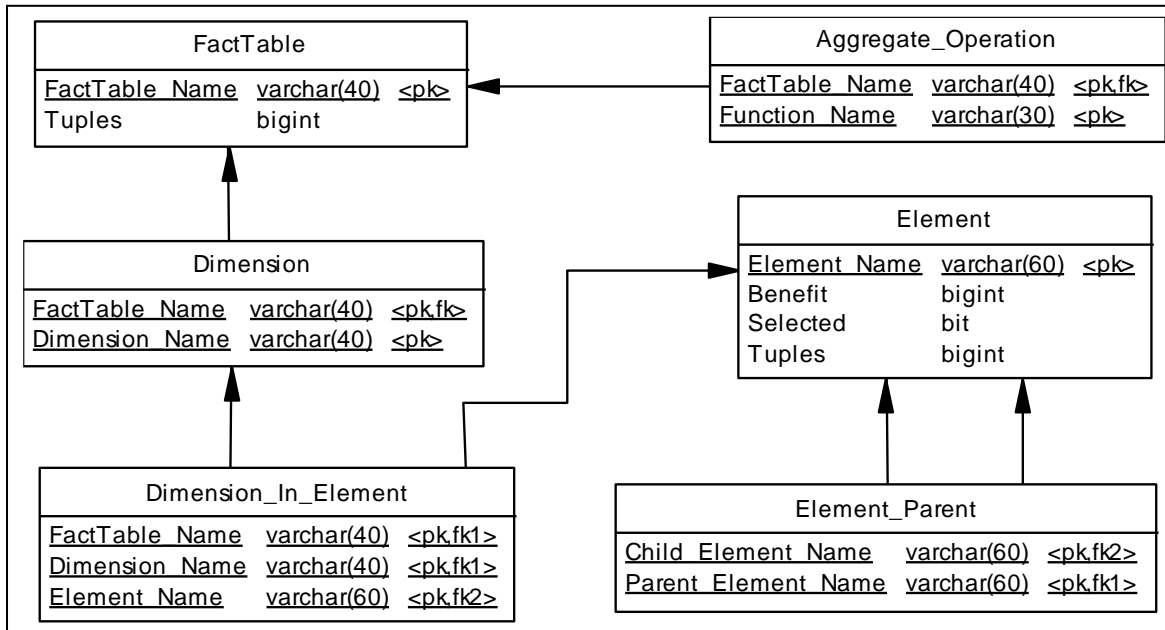 FactTable
FactTable_Name varchar(40) <pk>
Tuples bigint
Aggregate_Operation
FactTable_Name varchar(40) <pk,fk>
Function_Name varchar(30) <pk>
Dimension
FactTable_Name varchar(40) <pk,fk>
Dimension_Name varchar(40) <pk>
Element
Element_Name varchar(60) <pk>
Benefit bigint
Selected bit
Tuples bigint
Dimension_In_Element
FactTable_Name varchar(40) <pk,fk1>
Dimension_Name varchar(40) <pk,fk1>
Element_Name varchar(60) <pk,fk2>
Element_Parent
Child_Element_Name varchar(60) <pk,fk2>
Parent_Element_Name varchar(60) <pk,fk1>